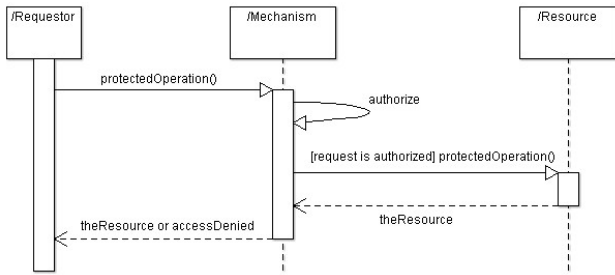 /Requestor
/Mechanism
/Resource
protectedOperation()
authorize
[request is authorized] protectedOperation()
theResource
theResource or accessDenied